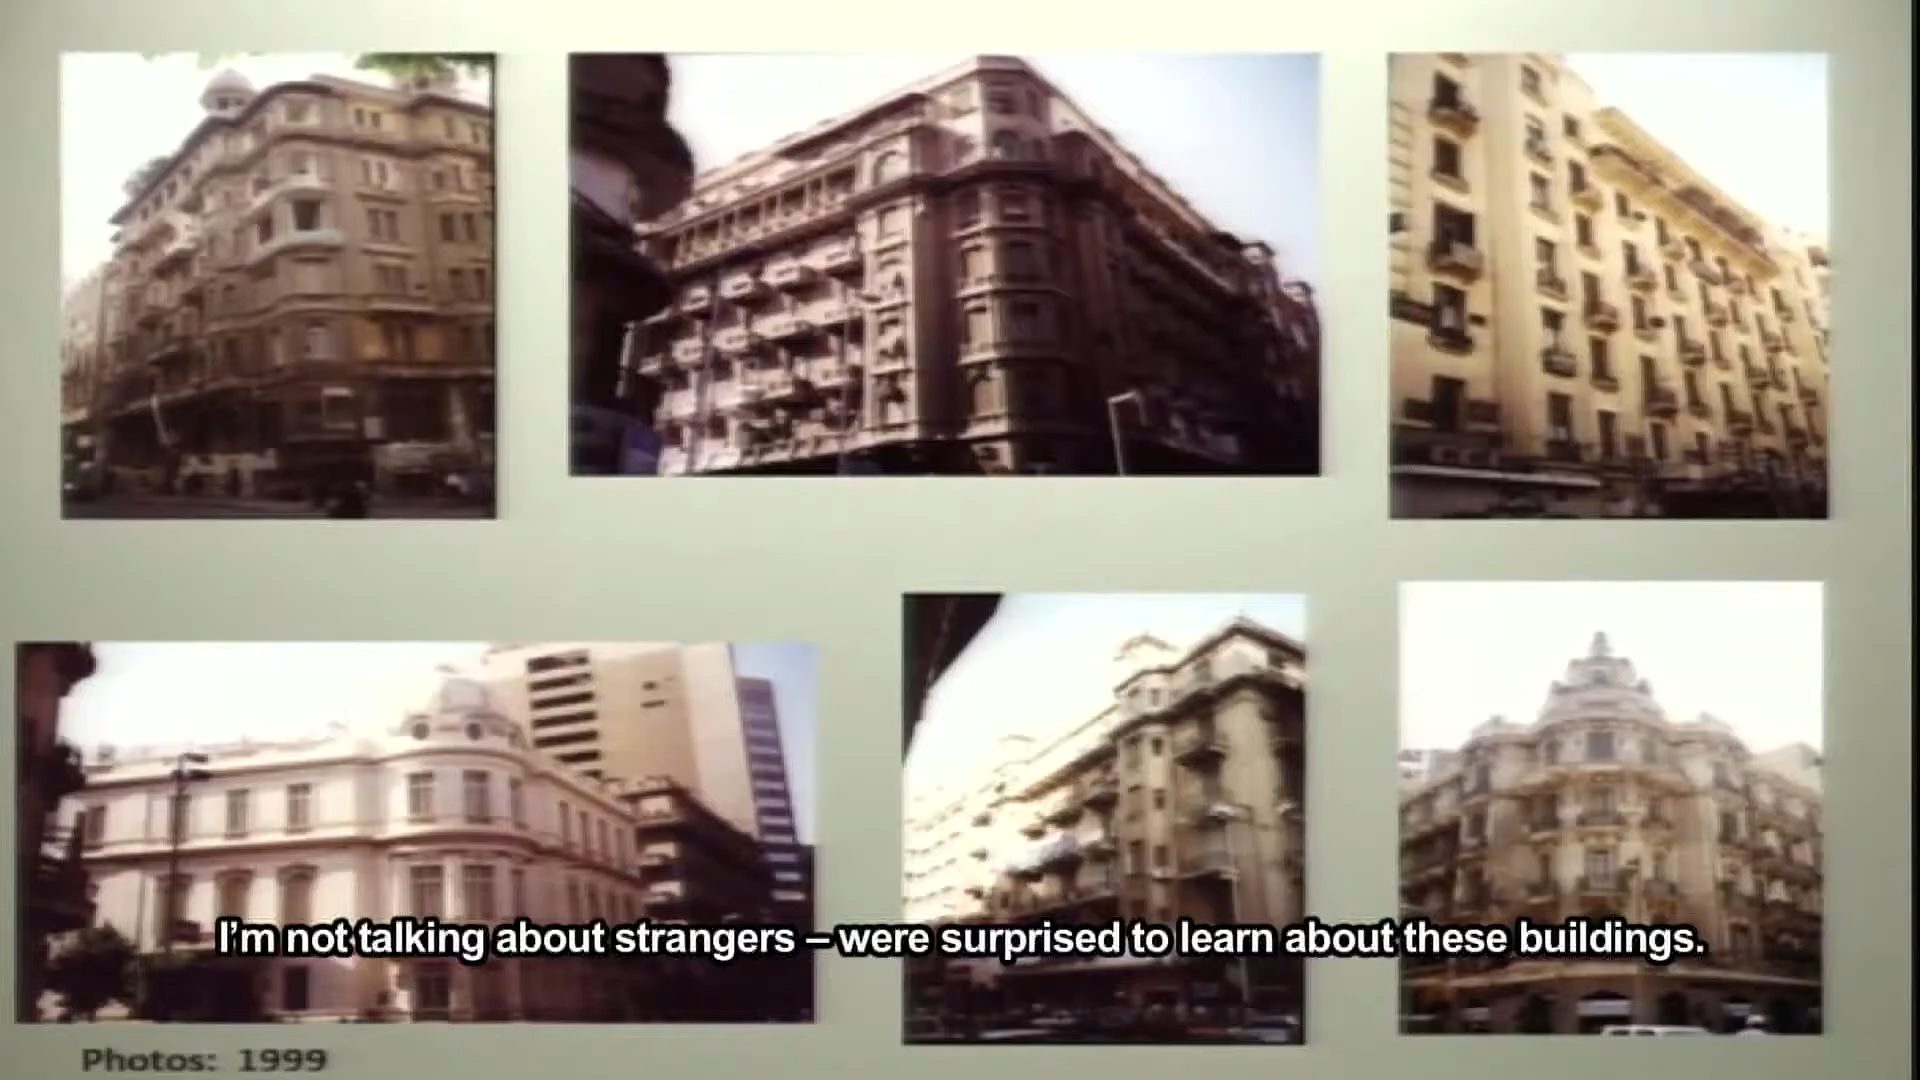 I'm not talking about strangers – were surprised to learn about these buildings.
Photos: 1999